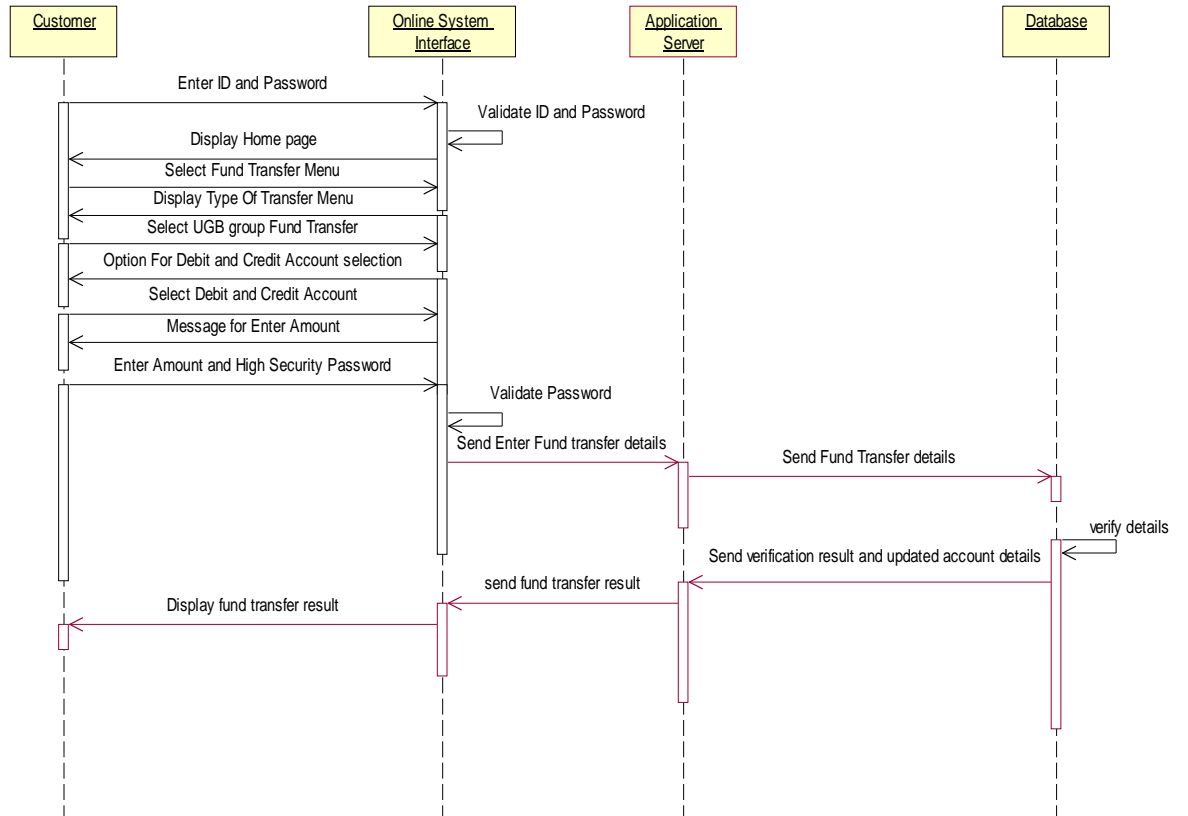 Customer
Online System
Interface
Application
Server
Database
Enter ID and Password
Validate ID and Password
Display Home page
Select Fund Transfer Menu
Display Type Of Transfer Menu
Select UGB group Fund Transfer
Option For Debit and Credit Account selection
Select Debit and Credit Account
Message for Enter Amount
Enter Amount and High Security Password
Validate Password
Send Enter Fund transfer details
Send Fund Transfer details
verify details
Send verification result and updated account details
send fund transfer result
Display fund transfer result